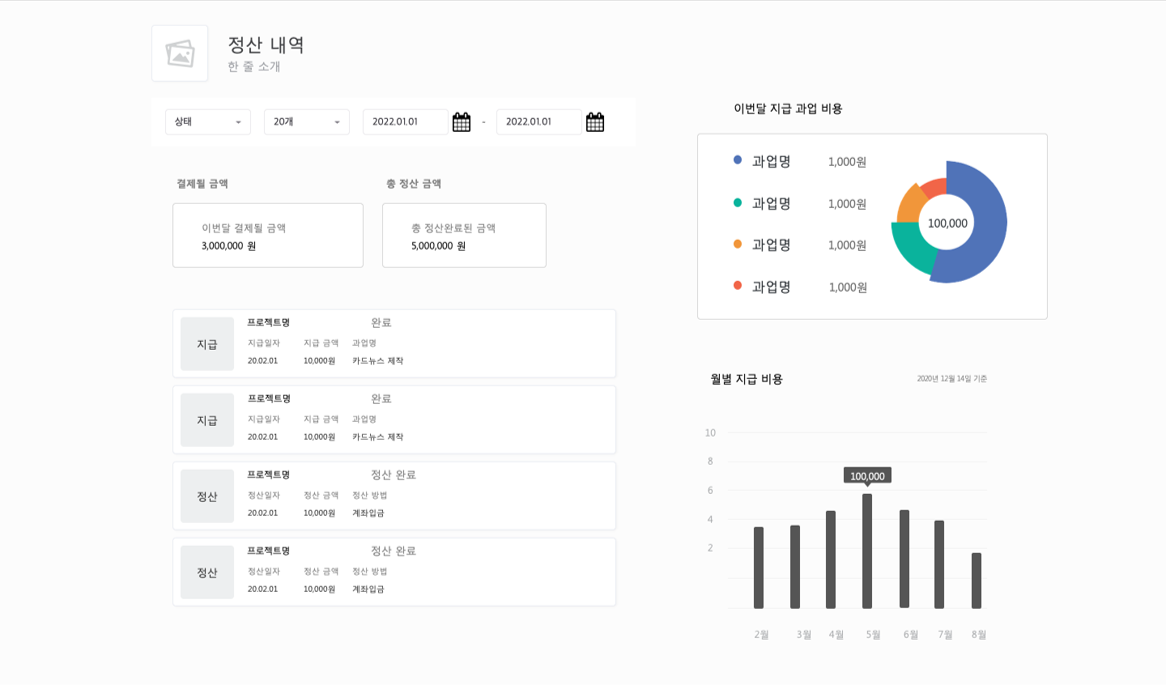 정산 내역
한 줄 소개
상태 20개 2022.01.01 - 2022.01.01
결제될 금액 총 정산 금액
이번달 결제될 금액 총 정산완료된 금액
3,000,000 원 5,000,000 원
지급
프로젝트명 완료
지급일자 지급 금액 과업명
20.02.01 10,000원 카드뉴스 제작
지급
프로젝트명 완료
지급일자 지급 금액 과업명
20.02.01 10,000원 카드뉴스 제작
정산
프로젝트명 정산 완료
정산일자 정산 금액 정산 방법
20.02.01 10,000원 계좌입금
정산
프로젝트명 정산 완료
정산일자 정산 금액 정산 방법
20.02.01 10,000원 계좌입금
이번달 지급 과업 비용
과업명 1,000원
과업명 1,000원
과업명 1,000원
과업명 1,000원
100,000
월별 지급 비용 2020년 12월 14일 기준
10
8
6
4
2
100,000
2월 3월 4월 5월 6월 7월 8월